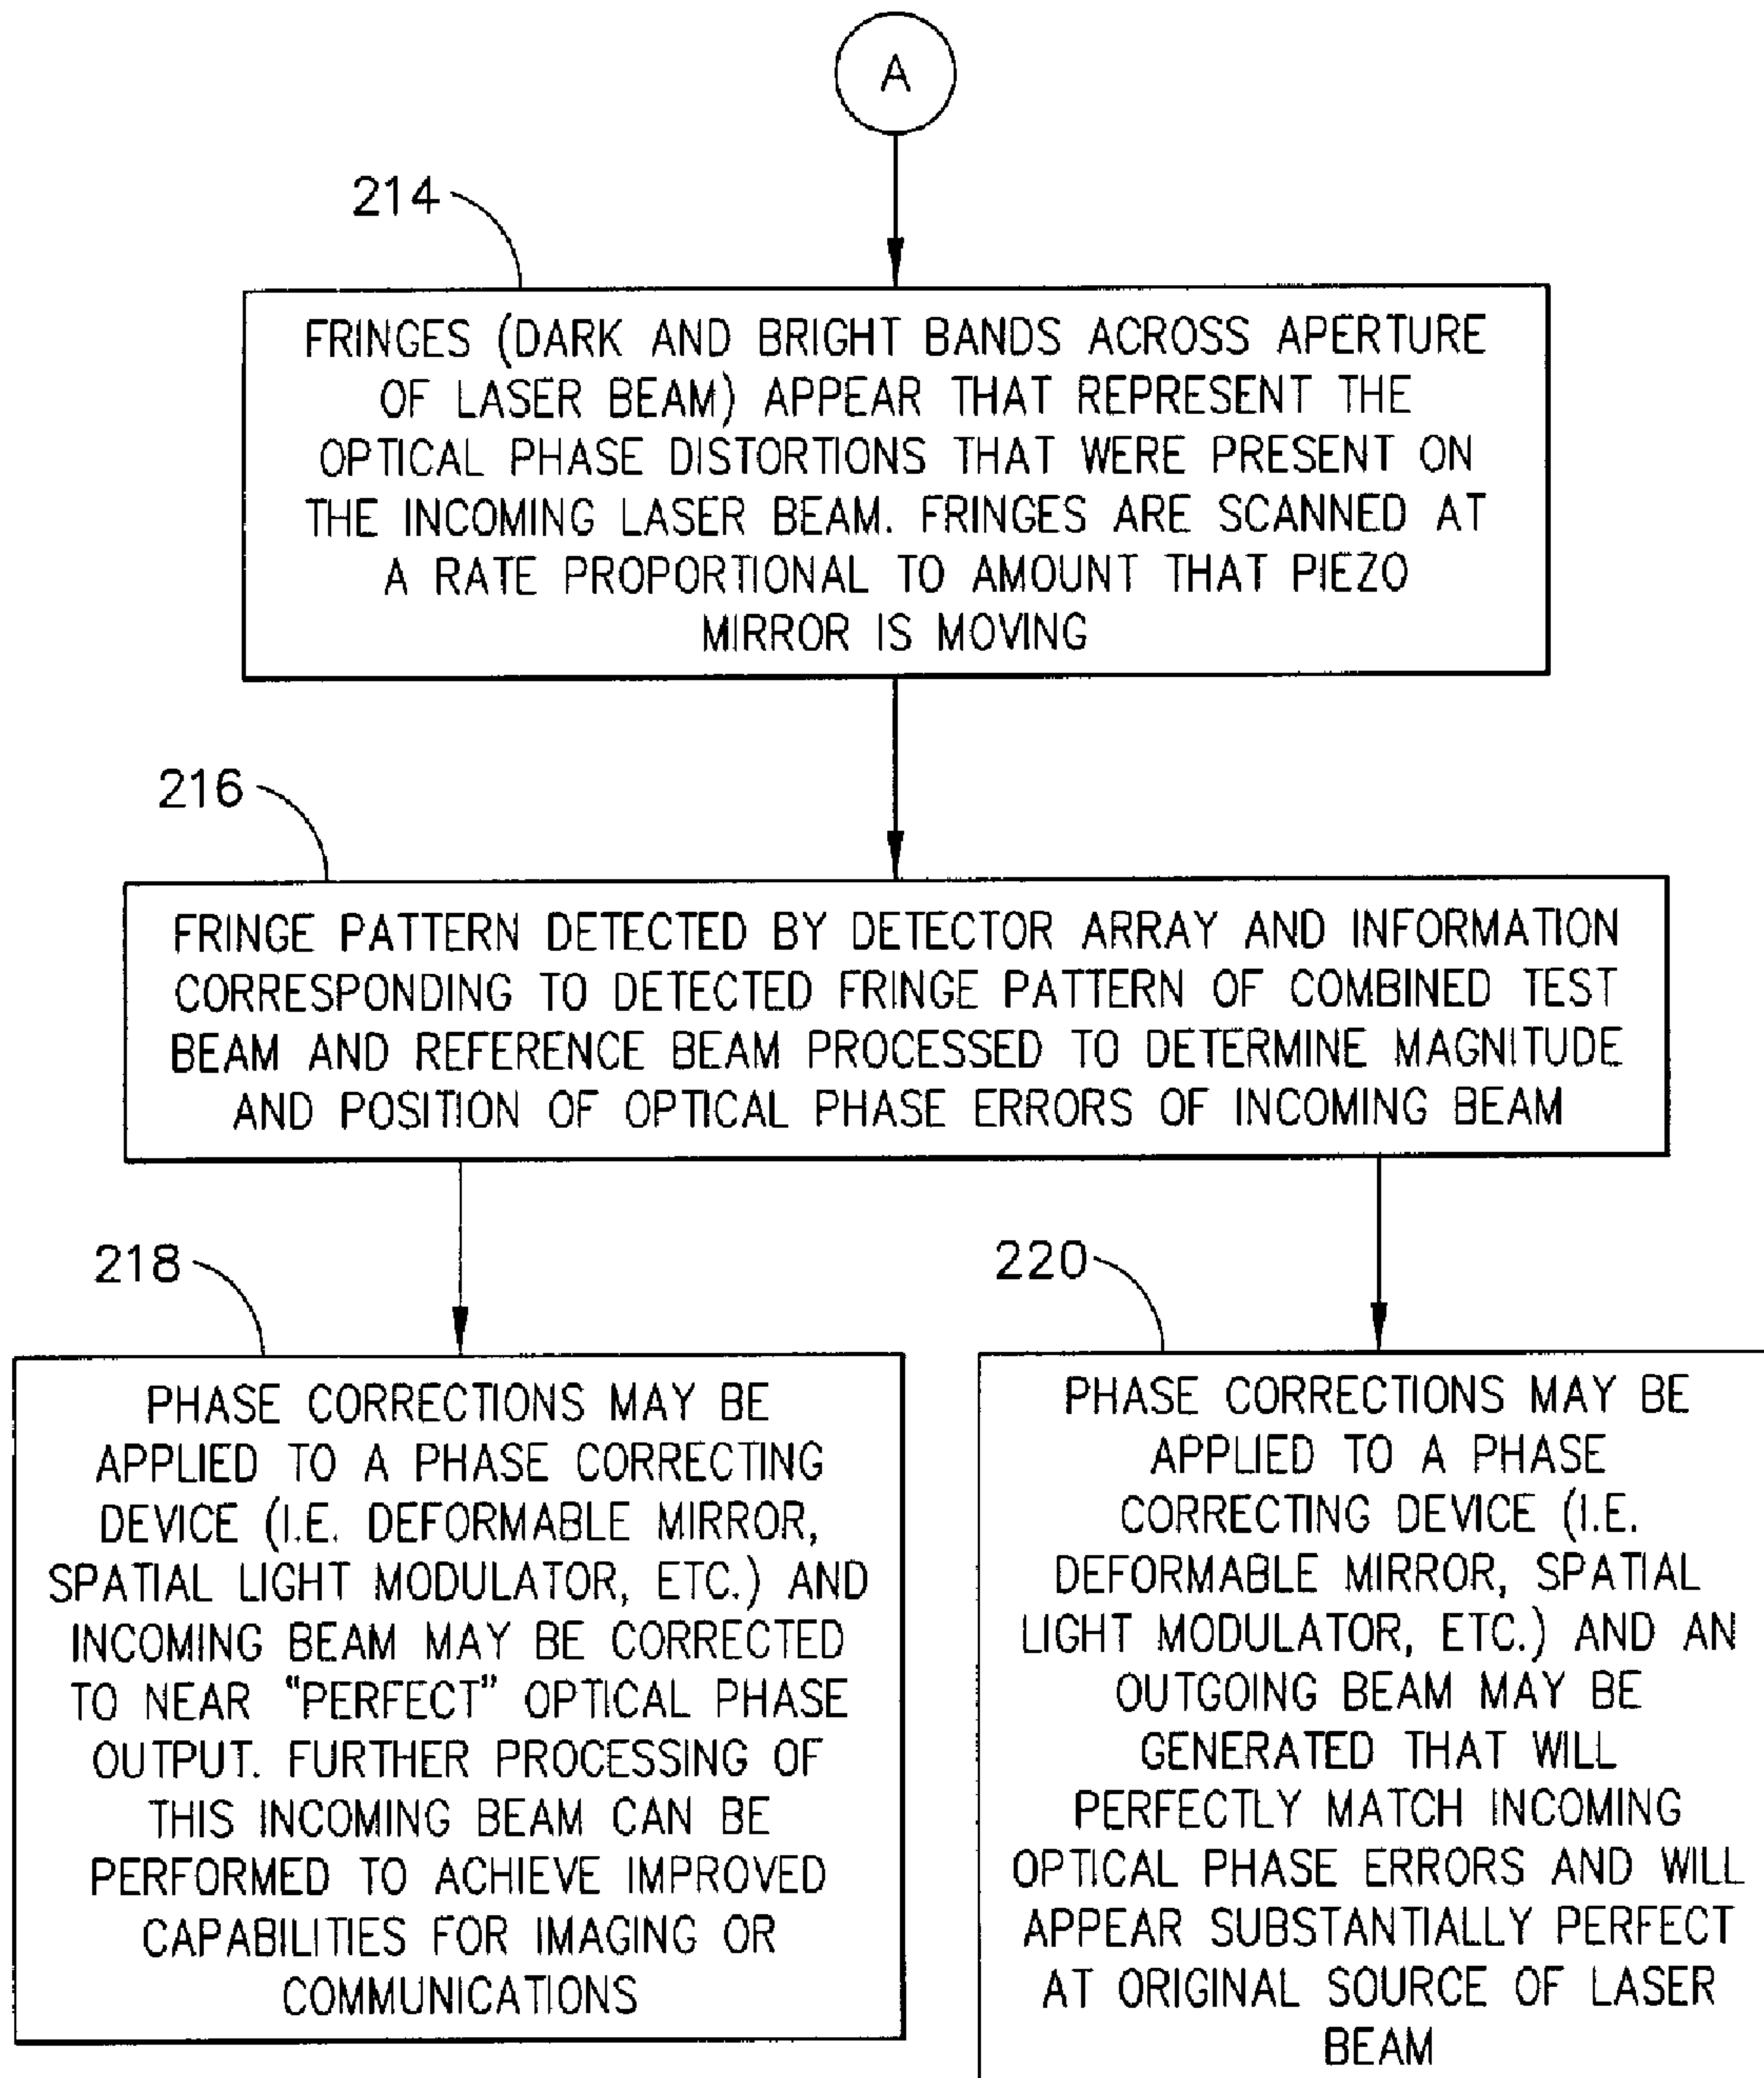 A
214
FRINGES (DARK AND BRIGHT BANDS ACROSS APERTURE
OF LASER BEAM) APPEAR THAT REPRESENT THE
OPTICAL PHASE DISTORTIONS THAT WERE PRESENT ON
THE INCOMING LASER BEAM. FRINGES ARE SCANNED AT
A RATE PROPORTIONAL TO AMOUNT THAT PIEZO
MIRROR IS MOVING
216
FRINGE PATTERN DETECTED BY DETECTOR ARRAY AND INFORMATION
CORRESPONDING TO DETECTED FRINGE PATTERN OF COMBINED TEST
BEAM AND REFERENCE BEAM PROCESSED TO DETERMINE MAGNITUDE
AND POSITION OF OPTICAL PHASE ERRORS OF INCOMING BEAM
218
PHASE CORRECTIONS MAY BE
APPLIED TO A PHASE CORRECTING
DEVICE (I.E. DEFORMABLE MIRROR,
SPATIAL LIGHT MODULATOR, ETC.) AND
INCOMING BEAM MAY BE CORRECTED
TO NEAR "PERFECT" OPTICAL PHASE
OUTPUT. FURTHER PROCESSING OF
THIS INCOMING BEAM CAN BE
PERFORMED TO ACHIEVE IMPROVED
CAPABILITIES FOR IMAGING OR
COMMUNICATIONS
220
PHASE CORRECTIONS MAY BE
APPLIED TO A PHASE
CORRECTING DEVICE (I.E.
DEFORMABLE MIRROR, SPATIAL
LIGHT MODULATOR, ETC.) AND AN
OUTGOING BEAM MAY BE
GENERATED THAT WILL
PERFECTLY MATCH INCOMING
OPTICAL PHASE ERRORS AND WILL
APPEAR SUBSTANTIALLY PERFECT
AT ORIGINAL SOURCE OF LASER
BEAM